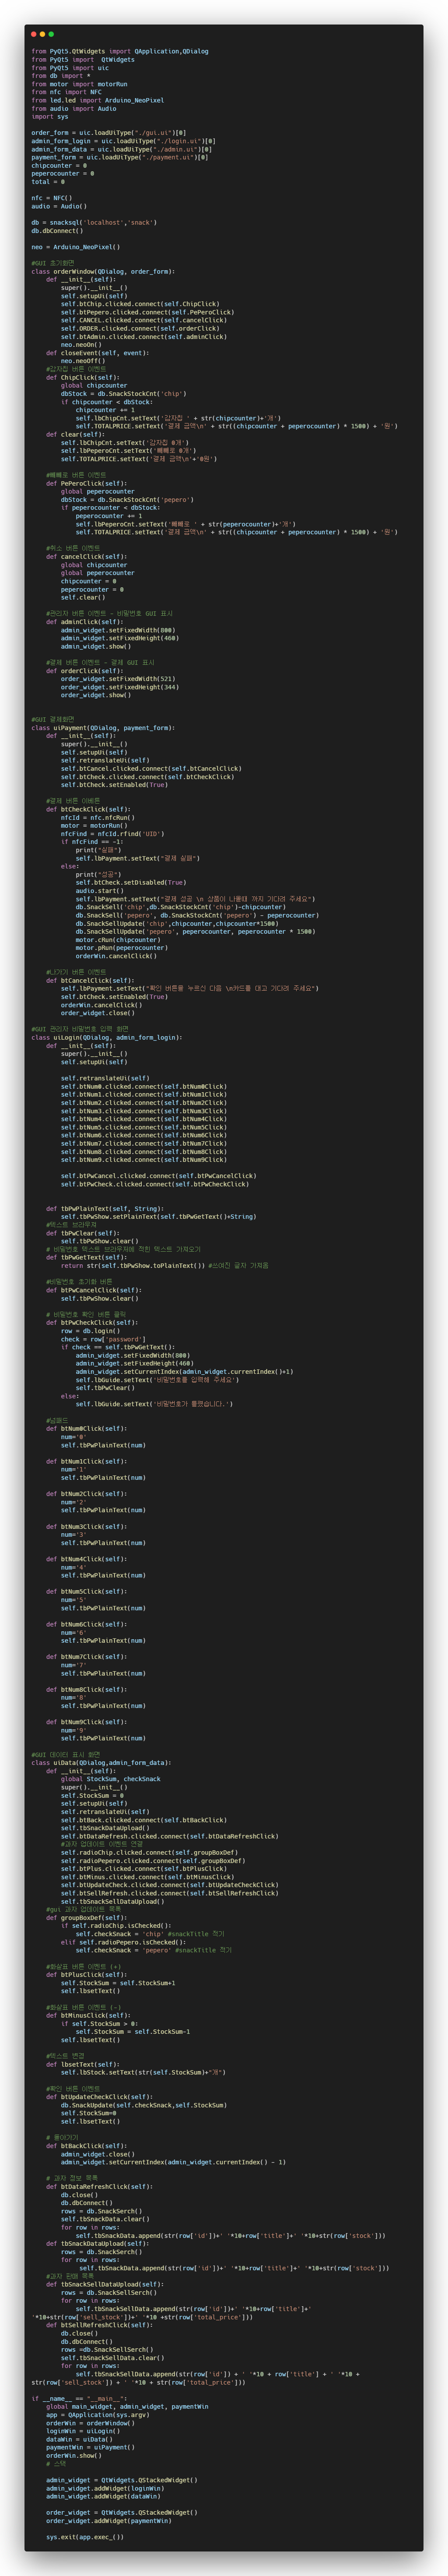 from PyQt5.QtWidgets import QApplication,QDialog
from PyQt5 import  QtWidgets
from PyQt5 import uic
from db import *
from motor import motorRun
from nfc import NFC
from led.led import Arduino_NeoPixel
from audio import Audio
import sys

order_form = uic.loadUiType("./gui.ui")[0]
admin_form_login = uic.loadUiType("./login.ui")[0]
admin_form_data = uic.loadUiType("./admin.ui")[0]
payment_form = uic.loadUiType("./payment.ui")[0]
chipcounter = 0
peperocounter = 0
total = 0

nfc = NFC()
audio = Audio()

db = snacksql('localhost','snack')
db.dbConnect()

neo = Arduino_NeoPixel()

#GUI 초기화면
class orderWindow(QDialog, order_form):
    def __init__(self):
        super().__init__()
        self.setupUi(self)
        self.btChip.clicked.connect(self.ChipClick)
        self.btPepero.clicked.connect(self.PePeroClick)
        self.CANCEL.clicked.connect(self.cancelClick)
        self.ORDER.clicked.connect(self.orderClick)
        self.btAdmin.clicked.connect(self.adminClick)
        neo.neoOn()
    def closeEvent(self, event):
        neo.neoOff()
    #감자칩 버튼 이벤트
    def ChipClick(self):
        global chipcounter
        dbStock = db.SnackStockCnt('chip')
        if chipcounter < dbStock:
            chipcounter += 1
            self.lbChipCnt.setText('감자칩 ' + str(chipcounter)+'개')
            self.TOTALPRICE.setText('결제 금액\n' + str((chipcounter + peperocounter) * 1500) + '원')
    def clear(self):
        self.lbChipCnt.setText('감자칩 0개')
        self.lbPeperoCnt.setText('빼빼로 0개')
        self.TOTALPRICE.setText('결제 금액\n'+'0원')

    #빼빼로 버튼 이벤트
    def PePeroClick(self):
        global peperocounter
        dbStock = db.SnackStockCnt('pepero')
        if peperocounter < dbStock:
            peperocounter += 1
            self.lbPeperoCnt.setText('빼빼로 ' + str(peperocounter)+'개')
            self.TOTALPRICE.setText('결제 금액\n' + str((chipcounter + peperocounter) * 1500) + '원')

    #취소 버튼 이벤트
    def cancelClick(self):
        global chipcounter
        global peperocounter
        chipcounter = 0
        peperocounter = 0
        self.clear()

    #관리자 버튼 이벤트 - 비밀번호 GUI 표시
    def adminClick(self):
        admin_widget.setFixedWidth(800)
        admin_widget.setFixedHeight(460)
        admin_widget.show()

    #결제 버튼 이벤트 - 결제 GUI 표시
    def orderClick(self):
        order_widget.setFixedWidth(521)
        order_widget.setFixedHeight(344)
        order_widget.show()


#GUI 결제화면
class uiPayment(QDialog, payment_form):
    def __init__(self):
        super().__init__()
        self.setupUi(self)
        self.retranslateUi(self)
        self.btCancel.clicked.connect(self.btCancelClick)
        self.btCheck.clicked.connect(self.btCheckClick)
        self.btCheck.setEnabled(True)

    #결제 버튼 이벤튼
    def btCheckClick(self):
        nfcId = nfc.nfcRun()
        motor = motorRun()
        nfcFind = nfcId.rfind('UID')
        if nfcFind == -1:
            print("실패")
            self.lbPayment.setText("결제 실패")
        else:
            print("성공")
            self.btCheck.setDisabled(True)
            audio.start()
            self.lbPayment.setText("결제 성공 \n 상품이 나올때 까지 기다려 주세요")
            db.SnackSell('chip',db.SnackStockCnt('chip')-chipcounter)
            db.SnackSell('pepero', db.SnackStockCnt('pepero') - peperocounter)
            db.SnackSellUpdate('chip',chipcounter,chipcounter*1500)
            db.SnackSellUpdate('pepero', peperocounter, peperocounter * 1500)
            motor.cRun(chipcounter)
            motor.pRun(peperocounter)
            orderWin.cancelClick()

    #나가기 버튼 이벤트
    def btCancelClick(self):
        self.lbPayment.setText("확인 버튼을 누르신 다음 \n카드를 대고 기다려 주세요")
        self.btCheck.setEnabled(True)
        orderWin.cancelClick()
        order_widget.close()

#GUI 관리자 비밀번호 입력 화면
class uiLogin(QDialog, admin_form_login):
    def __init__(self):
        super().__init__()
        self.setupUi(self)

        self.retranslateUi(self)
        self.btNum0.clicked.connect(self.btNum0Click)
        self.btNum1.clicked.connect(self.btNum1Click)
        self.btNum2.clicked.connect(self.btNum2Click)
        self.btNum3.clicked.connect(self.btNum3Click)
        self.btNum4.clicked.connect(self.btNum4Click)
        self.btNum5.clicked.connect(self.btNum5Click)
        self.btNum6.clicked.connect(self.btNum6Click)
        self.btNum7.clicked.connect(self.btNum7Click)
        self.btNum8.clicked.connect(self.btNum8Click)
        self.btNum9.clicked.connect(self.btNum9Click)

        self.btPwCancel.clicked.connect(self.btPwCancelClick)
        self.btPwCheck.clicked.connect(self.btPwCheckClick)


    def tbPwPlainText(self, String):
        self.tbPwShow.setPlainText(self.tbPwGetText()+String)
    #텍스트 브라우져
    def tbPwClear(self):
        self.tbPwShow.clear()
    # 비밀번호 텍스트 브라우저에 적힌 텍스트 가져오기
    def tbPwGetText(self):
        return str(self.tbPwShow.toPlainText()) #쓰여진 글자 가져옴

    #비밀번호 초기화 버튼
    def btPwCancelClick(self):
        self.tbPwShow.clear()

    # 비밀번호 확인 버튼 클릭
    def btPwCheckClick(self):
        row = db.login()
        check = row['password']
        if check == self.tbPwGetText():
            admin_widget.setFixedWidth(800)
            admin_widget.setFixedHeight(460)
            admin_widget.setCurrentIndex(admin_widget.currentIndex()+1)
            self.lbGuide.setText('비밀번호를 입력해 주세요')
            self.tbPwClear()
        else:
            self.lbGuide.setText('비밀번호가 틀렸습니다.')

    #넘패드
    def btNum0Click(self):
        num='0'
        self.tbPwPlainText(num)

    def btNum1Click(self):
        num='1'
        self.tbPwPlainText(num)

    def btNum2Click(self):
        num='2'
        self.tbPwPlainText(num)

    def btNum3Click(self):
        num='3'
        self.tbPwPlainText(num)

    def btNum4Click(self):
        num='4'
        self.tbPwPlainText(num)

    def btNum5Click(self):
        num='5'
        self.tbPwPlainText(num)

    def btNum6Click(self):
        num='6'
        self.tbPwPlainText(num)

    def btNum7Click(self):
        num='7'
        self.tbPwPlainText(num)

    def btNum8Click(self):
        num='8'
        self.tbPwPlainText(num)

    def btNum9Click(self):
        num='9'
        self.tbPwPlainText(num)

#GUI 데이터 표시 화면
class uiData(QDialog,admin_form_data):
    def __init__(self):
        global StockSum, checkSnack
        super().__init__()
        self.StockSum = 0
        self.setupUi(self)
        self.retranslateUi(self)
        self.btBack.clicked.connect(self.btBackClick)
        self.tbSnackDataUpload()
        self.btDataRefresh.clicked.connect(self.btDataRefreshClick)
        #과자 업데이트 이벤트 연결
        self.radioChip.clicked.connect(self.groupBoxDef)
        self.radioPepero.clicked.connect(self.groupBoxDef)
        self.btPlus.clicked.connect(self.btPlusClick)
        self.btMinus.clicked.connect(self.btMinusClick)
        self.btUpdateCheck.clicked.connect(self.btUpdateCheckClick)
        self.btSellRefresh.clicked.connect(self.btSellRefreshClick)
        self.tbSnackSellDataUpload()
    #gui 과자 업데이트 목록
    def groupBoxDef(self):
        if self.radioChip.isChecked():
            self.checkSnack = 'chip' #snackTitle 적기
        elif self.radioPepero.isChecked():
            self.checkSnack = 'pepero' #snackTitle 적기

    #화살표 버튼 이벤트 (+)
    def btPlusClick(self):
        self.StockSum = self.StockSum+1
        self.lbsetText()

    #화살표 버튼 이벤트 (-)
    def btMinusClick(self):
        if self.StockSum > 0:
            self.StockSum = self.StockSum-1
        self.lbsetText()

    #텍스트 변경
    def lbsetText(self):
        self.lbStock.setText(str(self.StockSum)+"개")

    #확인 버튼 이벤트
    def btUpdateCheckClick(self):
        db.SnackUpdate(self.checkSnack,self.StockSum)
        self.StockSum=0
        self.lbsetText()

    # 돌아가기
    def btBackClick(self):
        admin_widget.close()
        admin_widget.setCurrentIndex(admin_widget.currentIndex() - 1)

    # 과자 정보 목록
    def btDataRefreshClick(self):
        db.close()
        db.dbConnect()
        rows = db.SnackSerch()
        self.tbSnackData.clear()
        for row in rows:
            self.tbSnackData.append(str(row['id'])+' '*10+row['title']+' '*10+str(row['stock']))
    def tbSnackDataUpload(self):
        rows = db.SnackSerch()
        for row in rows:
             self.tbSnackData.append(str(row['id'])+' '*10+row['title']+' '*10+str(row['stock']))
    #과자 판매 목록
    def tbSnackSellDataUpload(self):
        rows = db.SnackSellSerch()
        for row in rows:
            self.tbSnackSellData.append(str(row['id'])+' '*10+row['title']+'
'*10+str(row['sell_stock'])+' '*10 +str(row['total_price']))
    def btSellRefreshClick(self):
        db.close()
        db.dbConnect()
        rows =db.SnackSellSerch()
        self.tbSnackSellData.clear()
        for row in rows:
            self.tbSnackSellData.append(str(row['id']) + ' '*10 + row['title'] + ' '*10 +
str(row['sell_stock']) + ' '*10 + str(row['total_price']))

if __name__ == "__main__":
    global main_widget, admin_widget, paymentWin
    app = QApplication(sys.argv)
    orderWin = orderWindow()
    loginWin = uiLogin()
    dataWin = uiData()
    paymentWin = uiPayment()
    orderWin.show()
    # 스택

    admin_widget = QtWidgets.QStackedWidget()
    admin_widget.addWidget(loginWin)
    admin_widget.addWidget(dataWin)

    order_widget = QtWidgets.QStackedWidget()
    order_widget.addWidget(paymentWin)

    sys.exit(app.exec_())